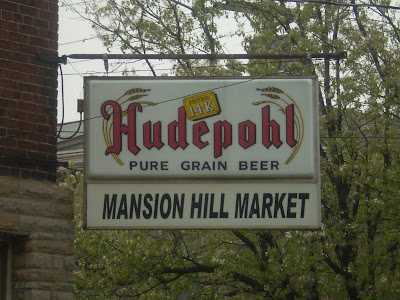 14K
Hudepohl
PURE GRAIN BEER
MANSION HILL MARKET